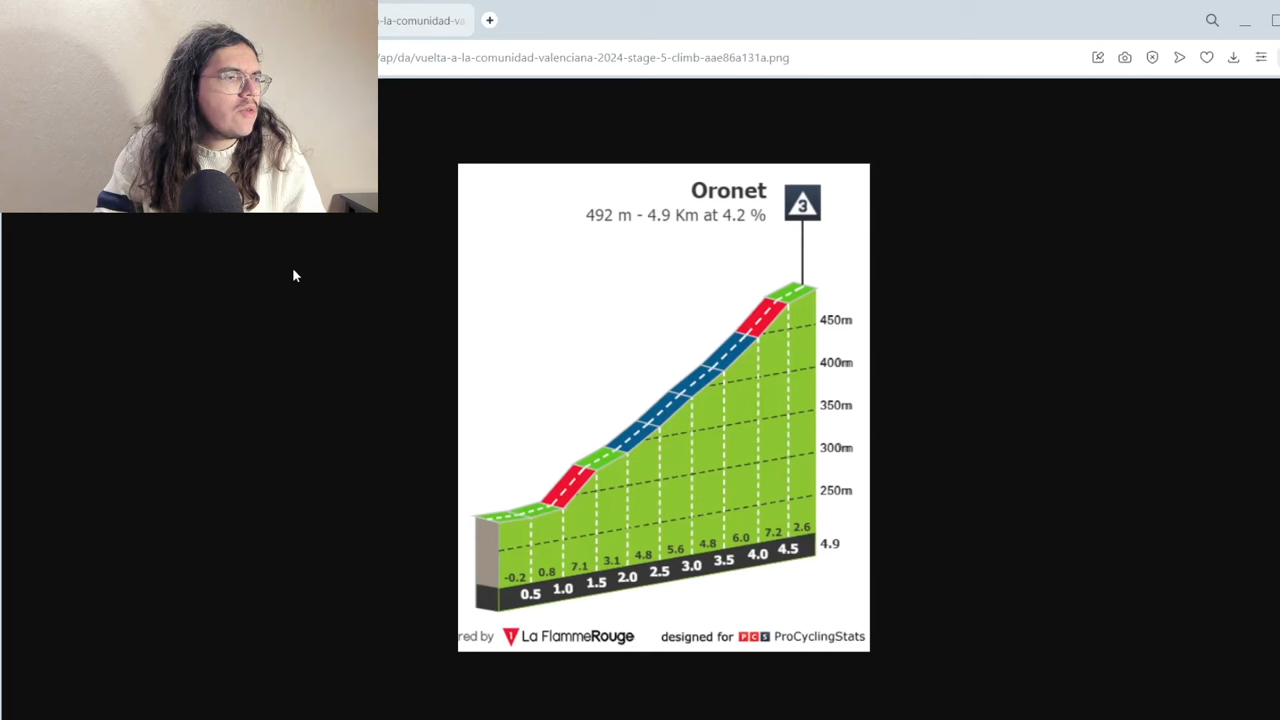 -la-comunidad-va
/ap/da/vuelta-a-la-comunidad-valenciana-2024-stage-5-climb-aae86a131a.png
Oronet
3
492 m - 4.9 Km at 4.2 %
450m
400m
350m
300m
250m
-0.2 0.8 7.1 3.1 4.8 5.6 4.8 6.0 7.2 2.6
0.5 1.0 1.5 2.0 2.5 3.0 3.5 4.0 4.5 4.9
red by La FlammeRouge designed for PCS ProCyclingStats